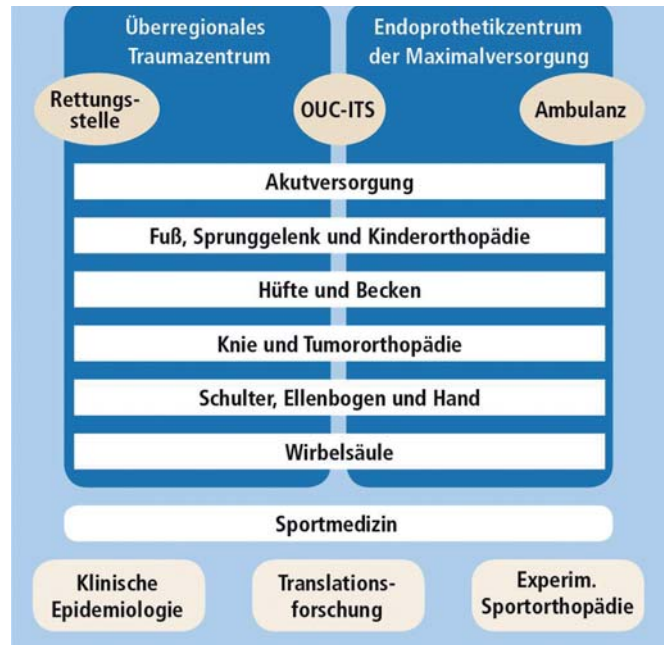 Überregionales
Traumazentrum
Endoprothetikzentrum
der Maximalversorgung
Rettungs-
stelle
OUC-ITS
Ambulanz
Akutversorgung
Fuß, Sprunggelenk und Kinderorthopädie
Hüfte und Becken
Knie und Tumororthopädie
Schulter, Ellenbogen und Hand
Wirbelsäule
Sportmedizin
Klinische
Epidemiologie
Translations-
forschung
Experim.
Sportorthopädie